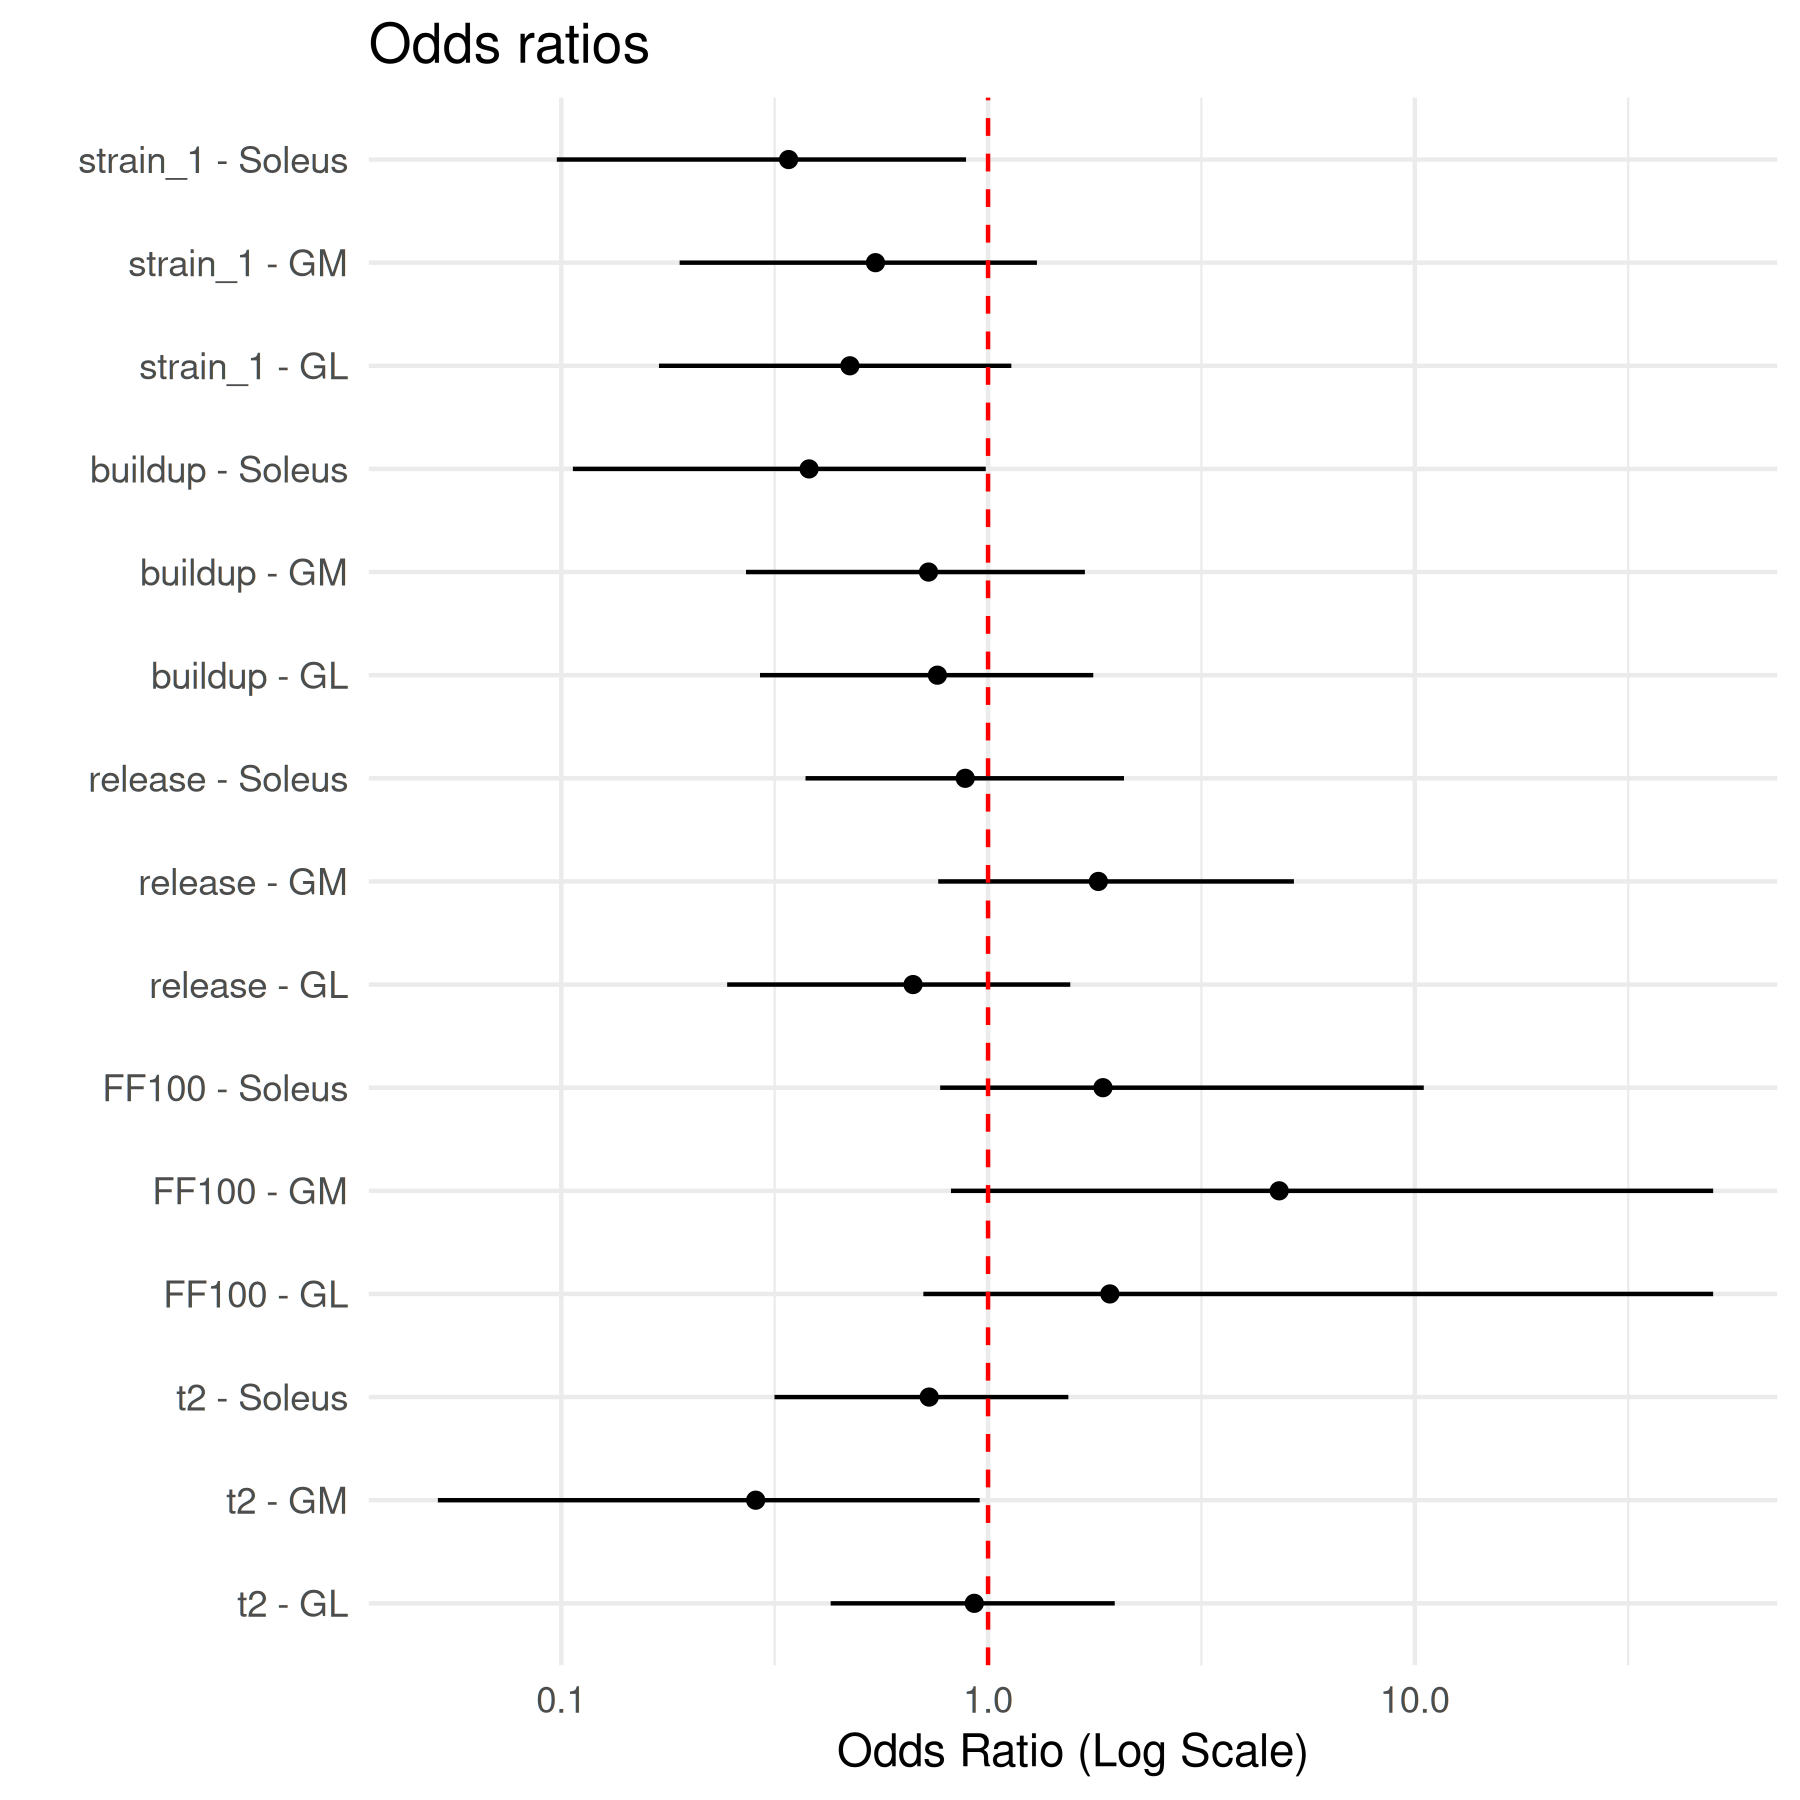 Odds ratios
strain_1 - Soleus
strain_1 - GM
strain_1 - GL
buildup - Soleus
buildup - GM
buildup - GL
release - Soleus
release - GM
release - GL
FF100 - Soleus
FF100 - GM
FF100 - GL
t2 - Soleus
t2 - GM
t2 - GL
0.1 1.0 10.0
Odds Ratio (Log Scale)